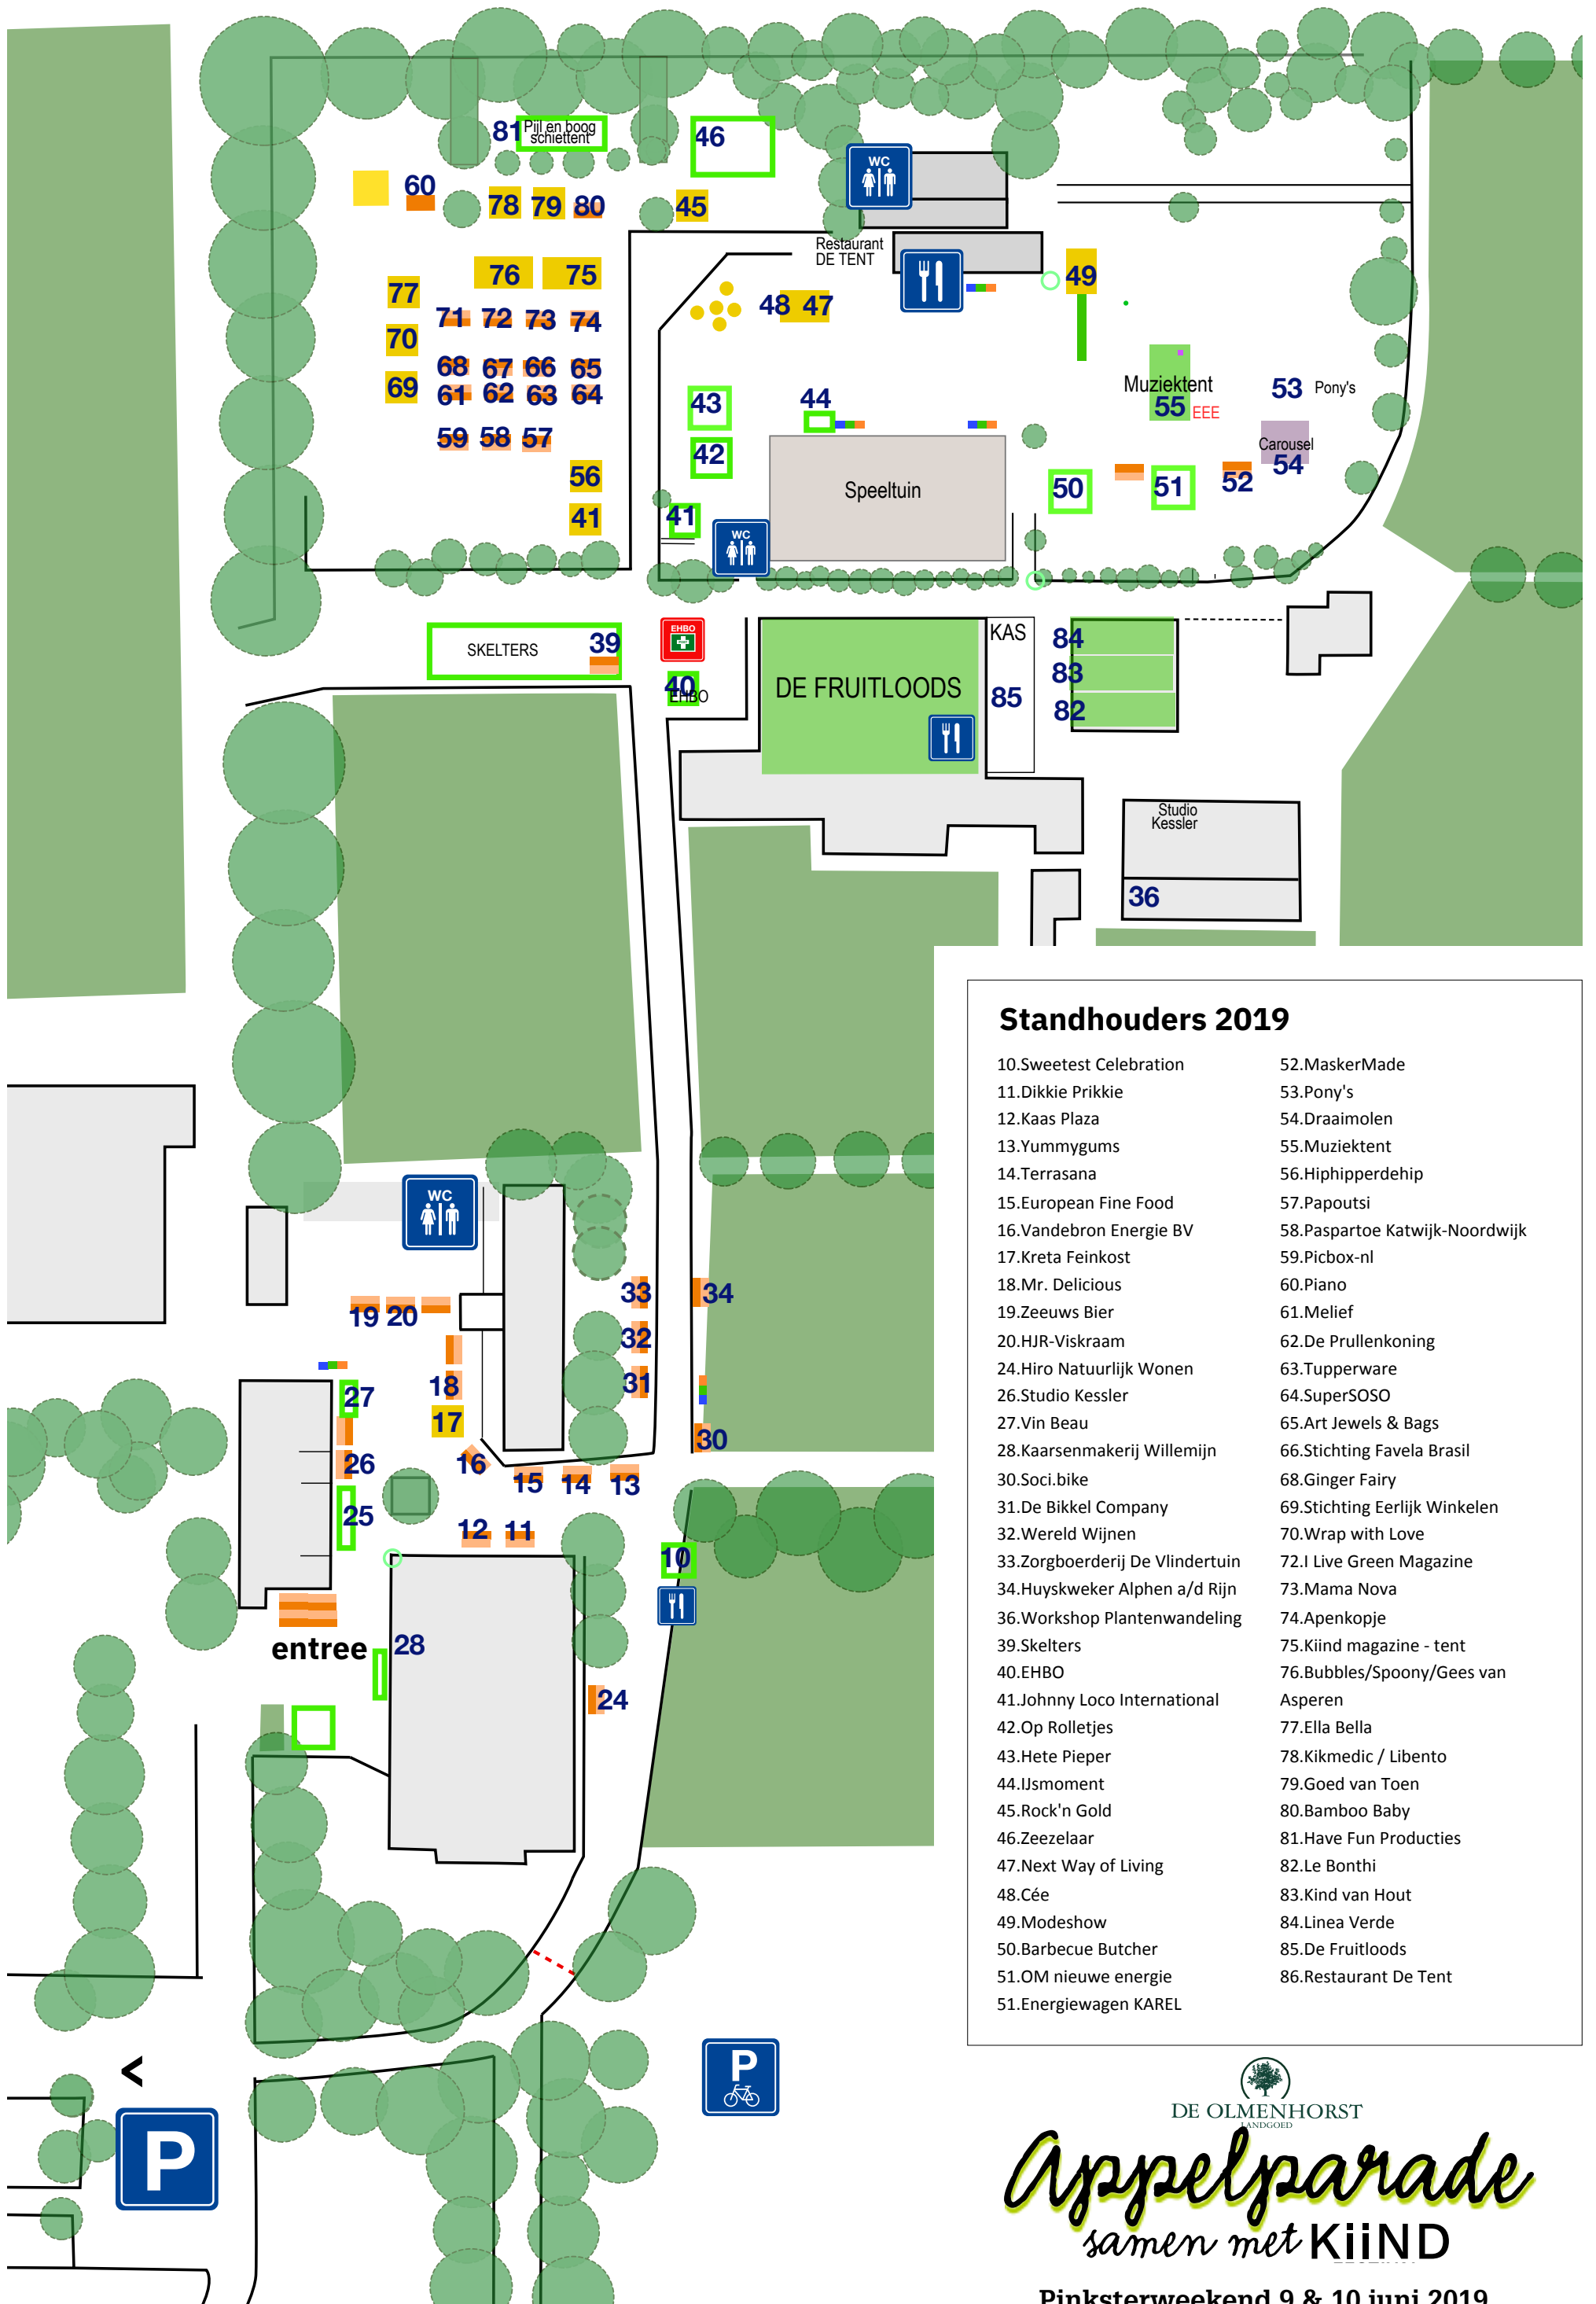 81 Pijl en boog
schiettent
46
WC
60
78 79 80 45
Restaurant
DE TENT
76 75
49
77
48 47
71 72 73 74
70
Muziektent
55 EEE
53 Pony's
68 67 66 65
69
61 62 63 64
43
44
Carousel
54
59 58 57
42
56
Speeltuin
50
51
52
41
41
WC
EHBO
SKELTERS
39
KAS
84
40
EHBO
DE FRUITLOODS
83
85
82
Studio
Kessler
36
Standhouders 2019
10.Sweetest Celebration
11.Dikkie Prikkie
12.Kaas Plaza
13.Yummygums
14.Terrasana
15.European Fine Food
16.Vandebron Energie BV
17.Kreta Feinkost
18.Mr. Delicious
19.Zeeuws Bier
20.HJR-Viskraam
24.Hiro Natuurlijk Wonen
26.Studio Kessler
27.Vin Beau
28.Kaarsenmakerij Willemijn
30.Soci.bike
31.De Bikkel Company
32.Wereld Wijnen
33.Zorgboerderij De Vlindertuin
34.Huyskweker Alphen a/d Rijn
36.Workshop Plantenwandeling
39.Skelters
40.EHBO
41.Johnny Loco International
42.Op Rolletjes
43.Hete Pieper
44.IJsmoment
45.Rock'n Gold
46.Zeezelaar
47.Next Way of Living
48.Cée
49.Modeshow
50.Barbecue Butcher
51.OM nieuwe energie
51.Energiewagen KAREL
52.MaskerMade
53.Pony's
54.Draaimolen
55.Muziektent
56.Hiphipperdehip
57.Papoutsi
58.Paspartoe Katwijk-Noordwijk
59.Picbox-nl
60.Piano
61.Melief
62.De Prullenkoning
63.Tupperware
64.SuperSOSO
65.Art Jewels & Bags
66.Stichting Favela Brasil
68.Ginger Fairy
69.Stichting Eerlijk Winkelen
70.Wrap with Love
72.I Live Green Magazine
73.Mama Nova
74.Apenkopje
75.Kiind magazine - tent
76.Bubbles/Spoony/Gees van
Asperen
77.Ella Bella
78.Kikmedic / Libento
79.Goed van Toen
80.Bamboo Baby
81.Have Fun Producties
82.Le Bonthi
83.Kind van Hout
84.Linea Verde
85.De Fruitloods
86.Restaurant De Tent
WC
33
34
19 20
32
18
31
27
17
30
26
16
15 14 13
25
12 11
10
entree
28
24
<
P
P
DE OLMENHORST
LANDGOED
Appelparade
samen met KiiND
Pinksterweekend 9 & 10 juni 2019